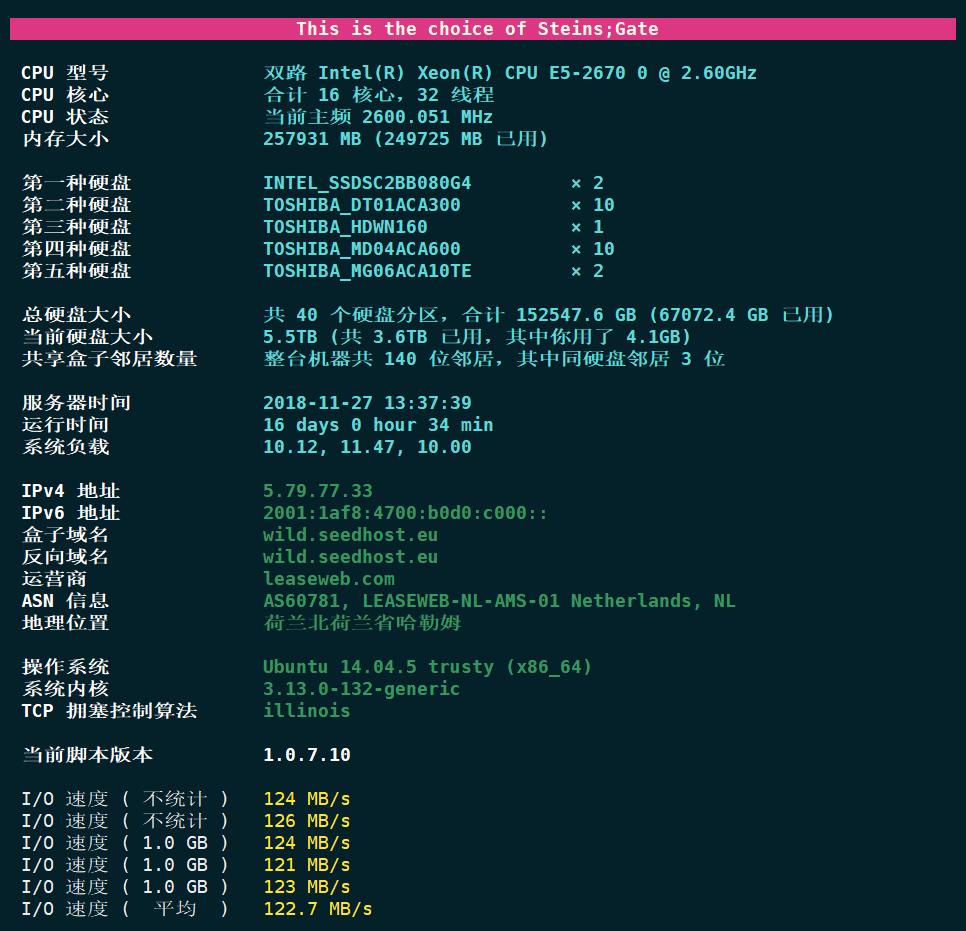 This is the choice of Steins;Gate
CPU 型号 双路 Intel(R) Xeon(R) CPU E5-2670 0 @ 2.60GHz
CPU 核心 合计 16 核心，32 线程
CPU 状态 当前主频 2600.051 MHz
内存大小 257931 MB (249725 MB 已用)
第一种硬盘 INTEL_SSDSC2BB080G4 × 2
第二种硬盘 TOSHIBA_DT01ACA300 × 10
第三种硬盘 TOSHIBA_HDWN160 × 1
第四种硬盘 TOSHIBA_MD04ACA600 × 10
第五种硬盘 TOSHIBA_MG06ACA10TE × 2
总硬盘大小 共 40 个硬盘分区，合计 152547.6 GB (67072.4 GB 已用)
当前硬盘大小 5.5TB (共 3.6TB 已用，其中你用了 4.1GB)
共享盒子邻居数量 整台机器共 140 位邻居，其中同硬盘邻居 3 位
服务器时间 2018-11-27 13:37:39
运行时间 16 days 0 hour 34 min
系统负载 10.12, 11.47, 10.00
IPv4 地址 5.79.77.33
IPv6 地址 2001:1af8:4700:b0d0:c000::
盒子域名 wild.seedhost.eu
反向域名 wild.seedhost.eu
运营商 leaseweb.com
ASN 信息 AS60781, LEASEWEB-NL-AMS-01 Netherlands, NL
地理位置 荷兰北荷兰省哈勒姆
操作系统 Ubuntu 14.04.5 trusty (x86_64)
系统内核 3.13.0-132-generic
TCP 拥塞控制算法 illinois
当前脚本版本 1.0.7.10
I/O 速度 ( 不统计 ) 124 MB/s
I/O 速度 ( 不统计 ) 126 MB/s
I/O 速度 ( 1.0 GB ) 124 MB/s
I/O 速度 ( 1.0 GB ) 121 MB/s
I/O 速度 ( 1.0 GB ) 123 MB/s
I/O 速度 ( 平均 ) 122.7 MB/s